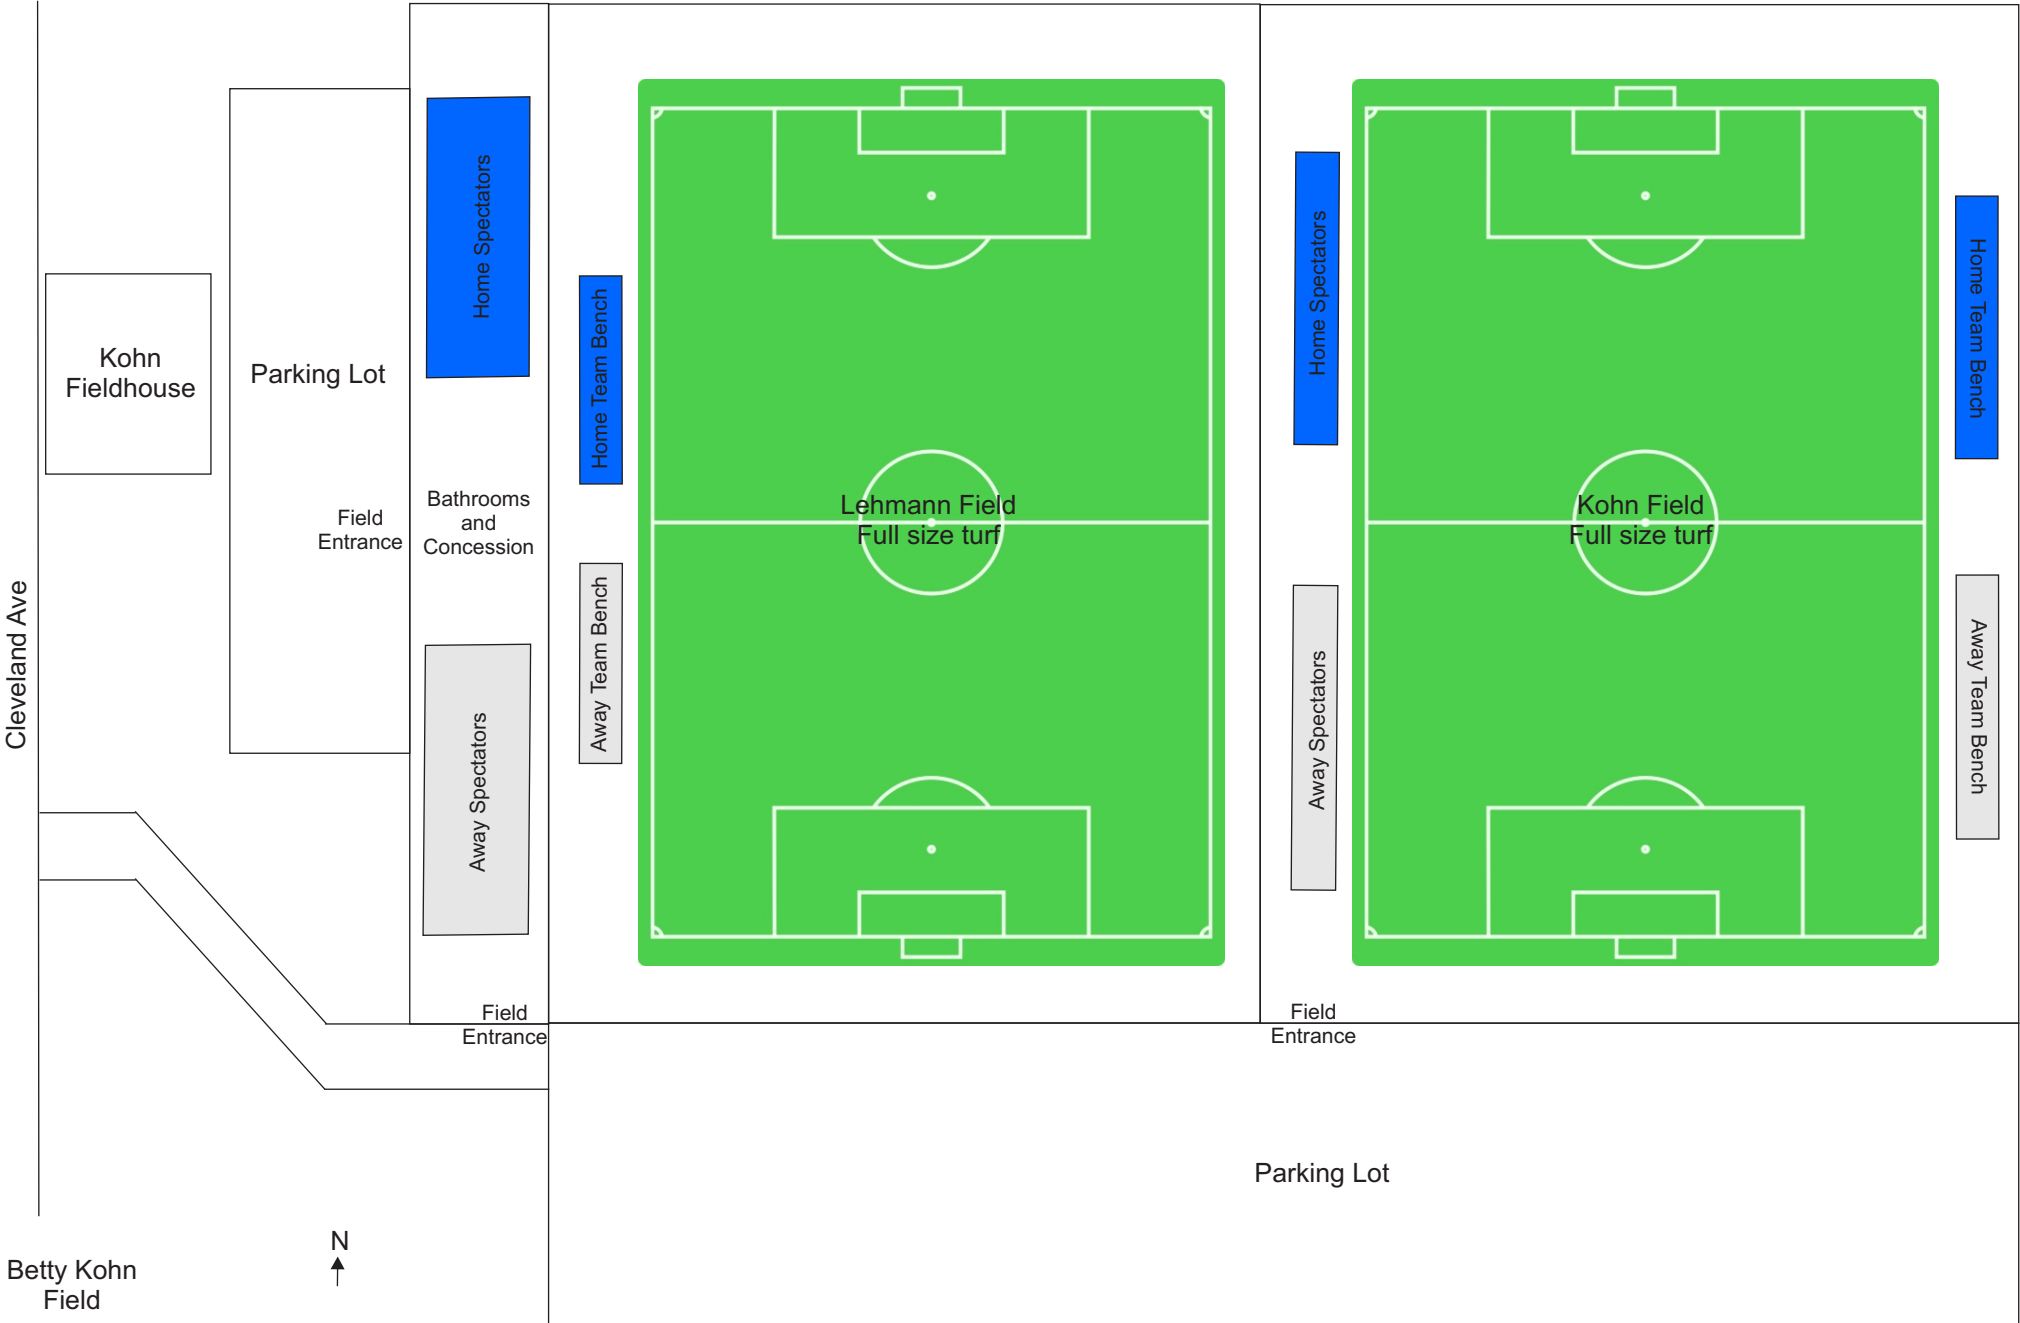 Cleveland Ave
Kohn
Fieldhouse
Parking Lot
Field
Entrance
Home Spectators
Bathrooms
and
Concession
Away Spectators
Field
Entrance
Home Team Bench
Away Team Bench
Lehmann Field
Full size turf
Home Spectators
Away Spectators
Kohn Field
Full size turf
Home Team Bench
Away Team Bench
Field
Entrance
Parking Lot
N
Betty Kohn
Field